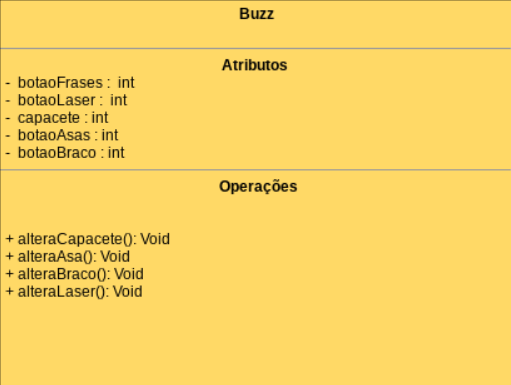 Buzz
Atributos
- botaoFrases : int
- botaoLaser : int
- capacete : int
- botaoAsas : int
- botaoBraco : int
Operações
+ alteraCapacete(): Void
+ alteraAsa(): Void
+ alteraBraco(): Void
+ alteraLaser(): Void